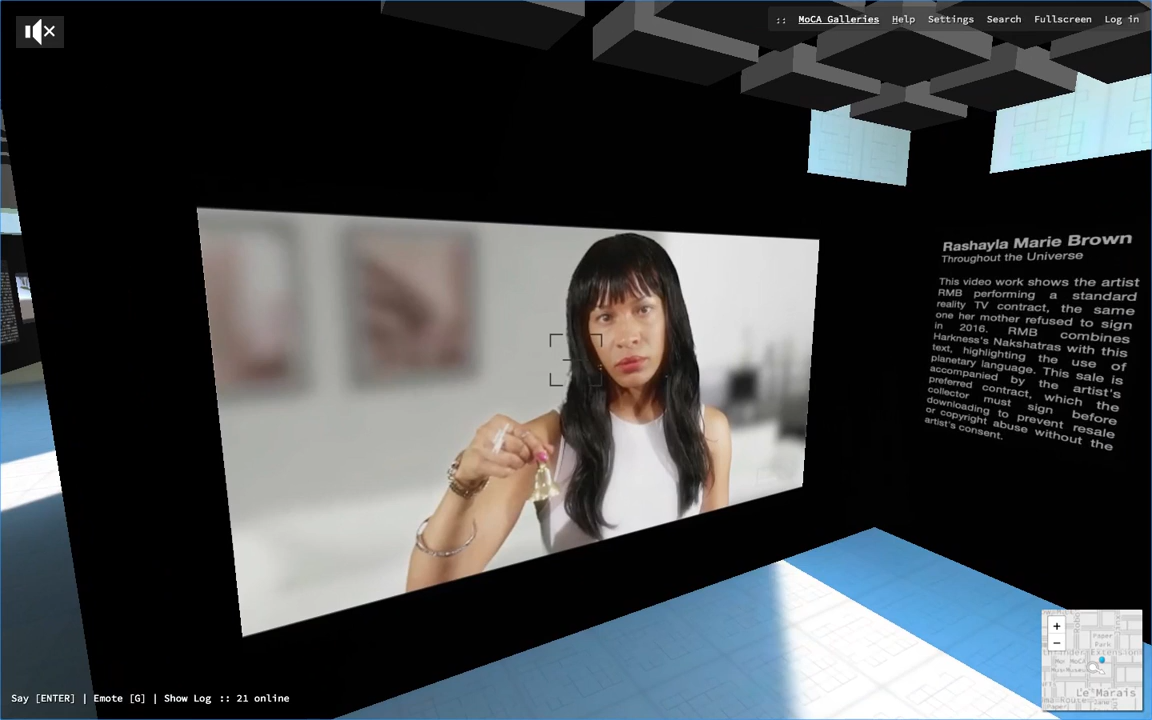 :: MoCA Galleries Help Settings Search Fullscreen Log in
Rashayla Marie Brown
Throughout the Universe
This video work shows the artist
RMB performing a standard
reality TV contract, the same
one her mother refused to sign
in 2016. RMB combines
Harkness's Nakshatras with this
text, highlighting the use of
planetary language. This sale is
accompanied by the artist's
preferred contract, which the
collector must sign before
downloading to prevent resale
or copyright abuse without the
artist's consent.
+
−
Paper
Park
Extension
Le Marais
Say [ENTER] | Emote [G] | Show Log :: 21 online